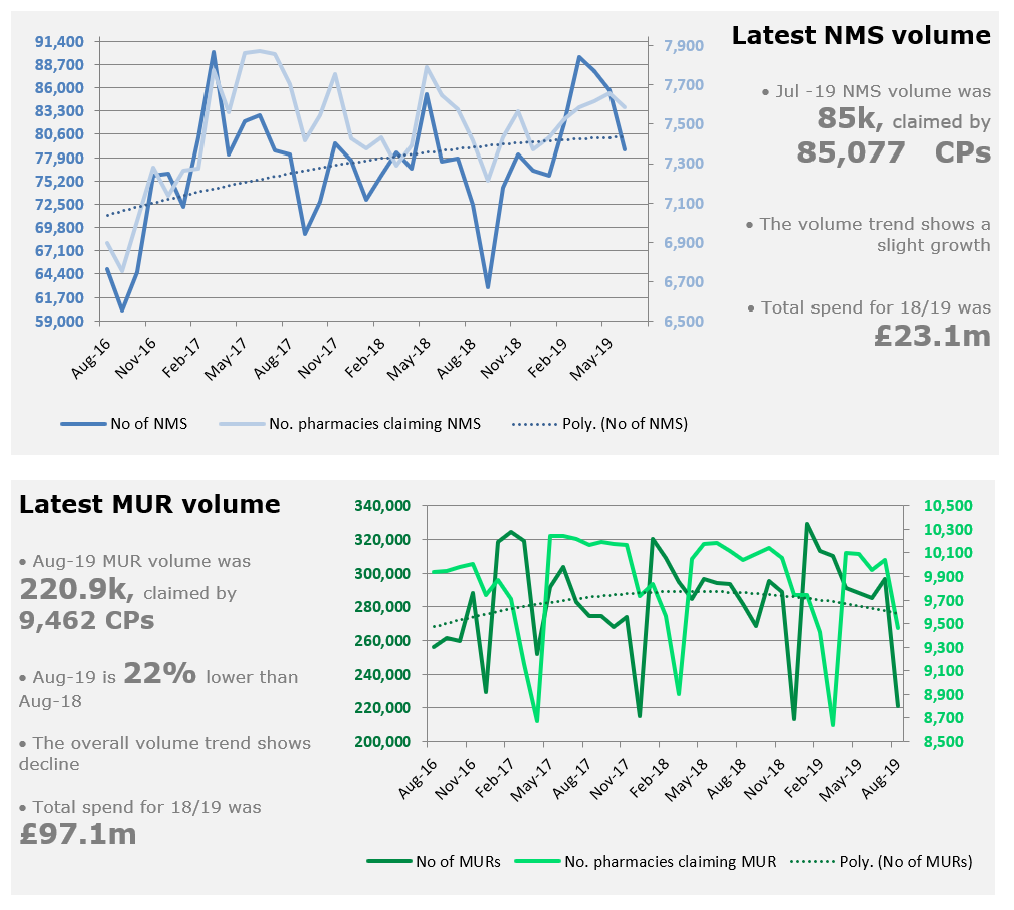 Latest NMS volume
• Jul -19 NMS volume was
85k, claimed by
85,077 CPs
• The volume trend shows a
slight growth
• Total spend for 18/19 was
£23.1m
91,400
88,700
86,000
83,300
80,600
77,900
75,200
72,500
69,800
67,100
64,400
61,700
59,000
7,900
7,700
7,500
7,300
7,100
6,900
6,700
6,500
Aug-16
Nov-16
Feb-17
May-17
Aug-17
Nov-17
Feb-18
May-18
Aug-18
Nov-18
Feb-19
May-19
No of NMS
No. pharmacies claiming NMS
Poly. (No of NMS)
Latest MUR volume
• Aug-19 MUR volume was
220.9k, claimed by
9,462 CPs
• Aug-19 is 22% lower than
Aug-18
• The overall volume trend shows
decline
• Total spend for 18/19 was
£97.1m
340,000
320,000
300,000
280,000
260,000
240,000
220,000
200,000
10,500
10,300
10,100
9,900
9,700
9,500
9,300
9,100
8,900
8,700
8,500
Aug-16
Nov-16
Feb-17
May-17
Aug-17
Nov-17
Feb-18
May-18
Aug-18
Nov-18
Feb-19
May-19
Aug-19
No of MURs
No. pharmacies claiming MUR
Poly. (No of MURs)